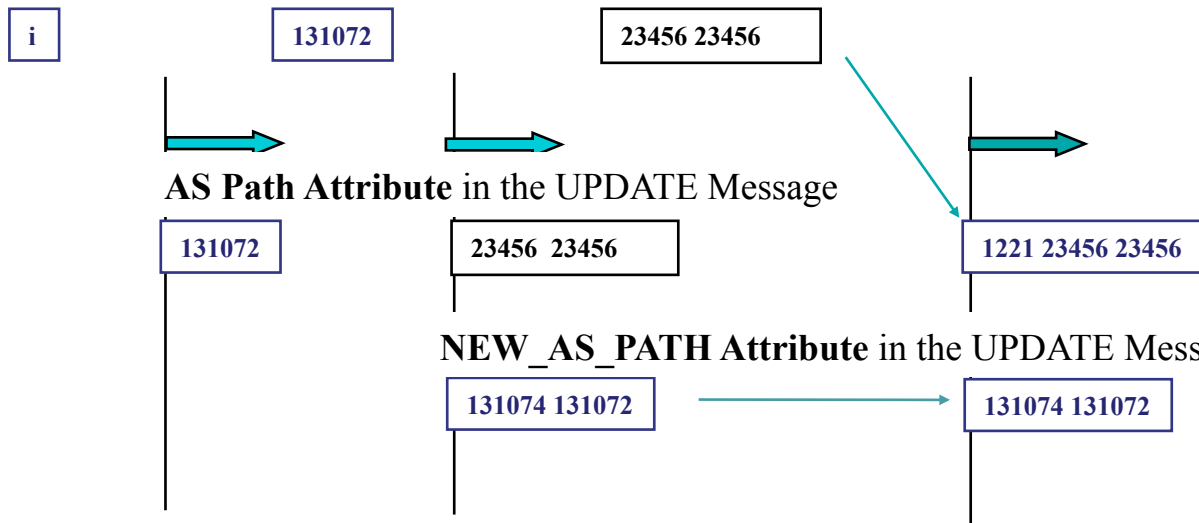 i 131072 23456 23456
AS Path Attribute in the UPDATE Message
131072 23456 23456 1221 23456 23456
NEW_AS_PATH Attribute in the UPDATE Mess
131074 131072 131074 131072